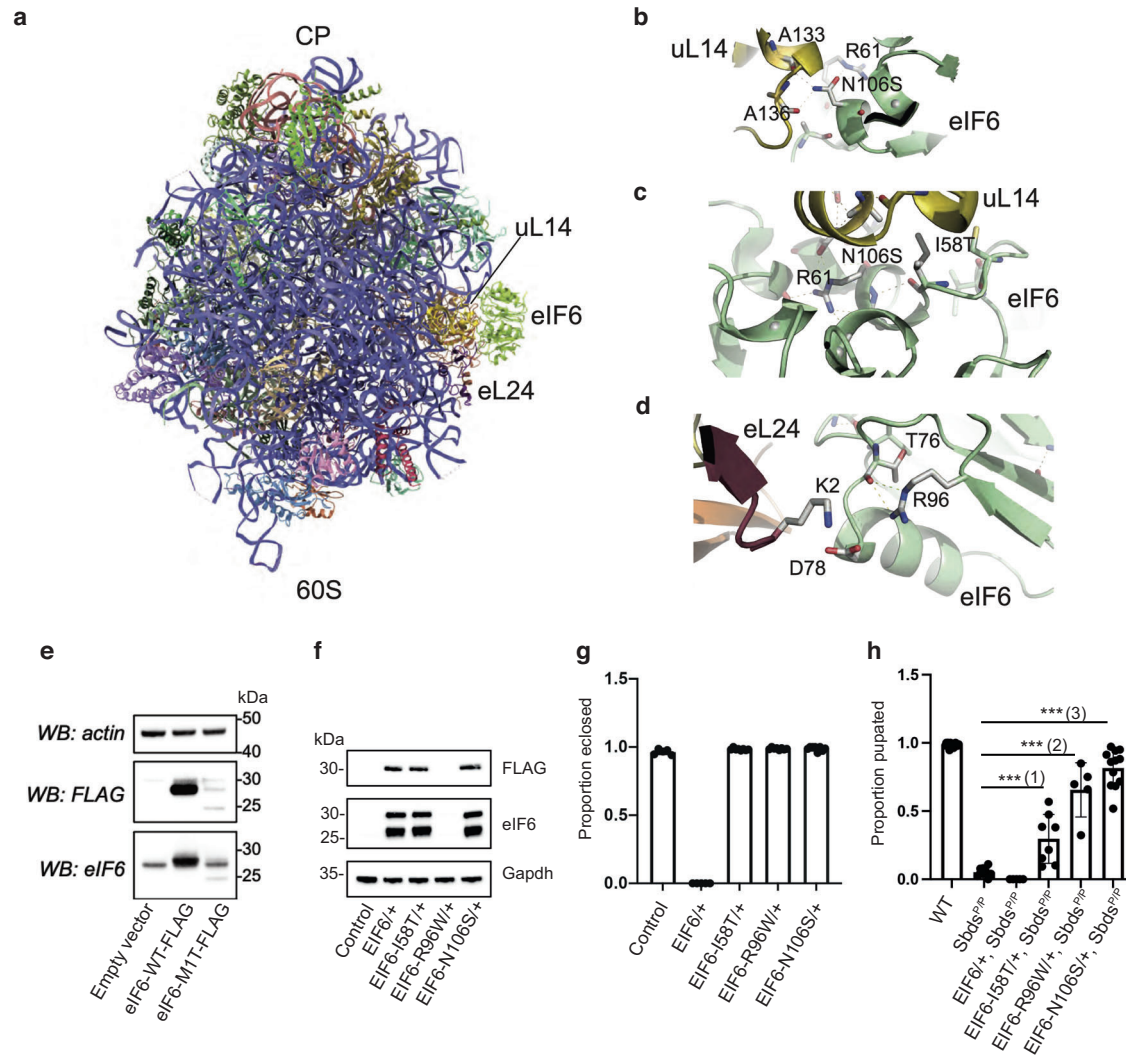 a
CP
uL14
eIF6
eL24
60S
b
uL14
A133
R61
N106S
A136
eIF6
c
uL14
N106S
I58T
R61
eIF6
d
eL24
T76
K2
R96
D78
eIF6
e
kDa
WB: actin
50
40
WB: FLAG
30
25
WB: eIF6
30
25
Empty vector
eIF6-WT-FLAG
eIF6-M1T-FLAG
f
kDa
30-
FLAG
30-
25-
eIF6
35-
Gapdh
Control
EIF6/+
EIF6-I58T/+
EIF6-R96W/+
EIF6-N106S/+
g
Proportion eclosed
1.5
1.0
0.5
0.0
Control
EIF6/+
EIF6-I58T/+
EIF6-R96W/+
EIF6-N106S/+
h
Proportion pupated
1.5
1.0
0.5
0.0
*** (3)
*** (2)
*** (1)
WT
Sbds^P/P
EIF6/+, Sbds^P/P
EIF6-I58T/+, Sbds^P/P
EIF6-R96W/+, Sbds^P/P
EIF6-N106S/+, Sbds^P/P